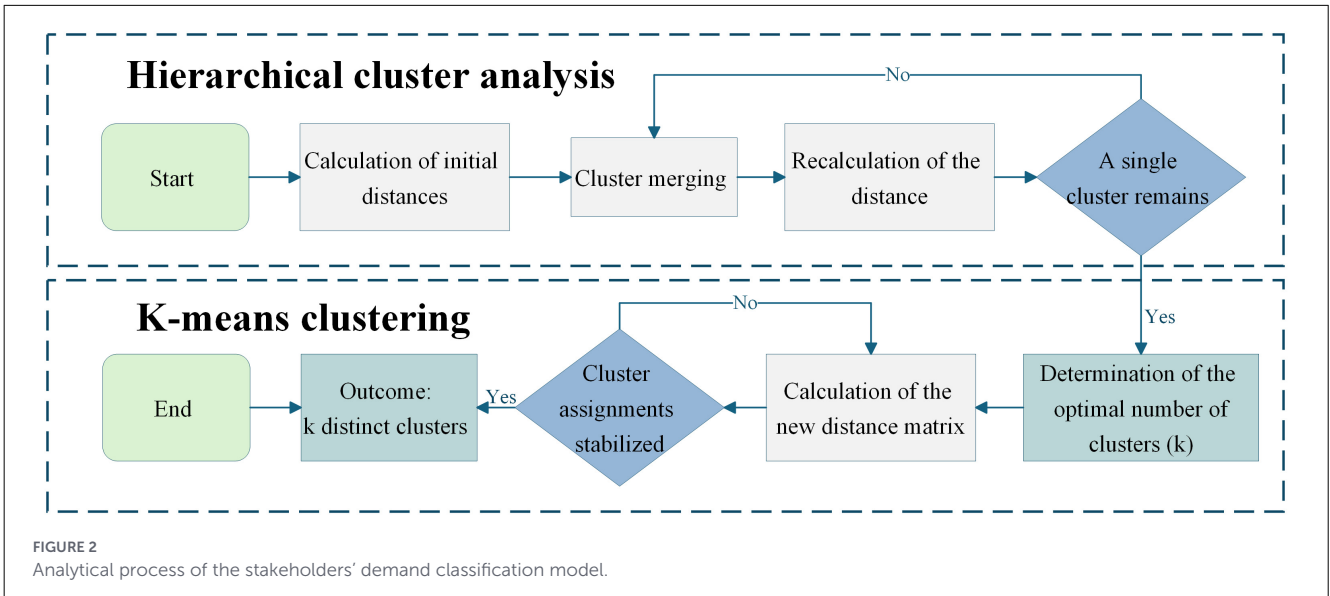 Hierarchical cluster analysis
No
Start
Calculation of initial
distances
Cluster merging
Recalculation of the
distance
A single
cluster remains
Yes
K-means clustering
No
Determination of the
optimal number of
clusters (k)
Calculation of the
new distance matrix
Cluster
assignments
stabilized
Yes
Outcome:
k distinct clusters
End
FIGURE 2
Analytical process of the stakeholders’ demand classification model.